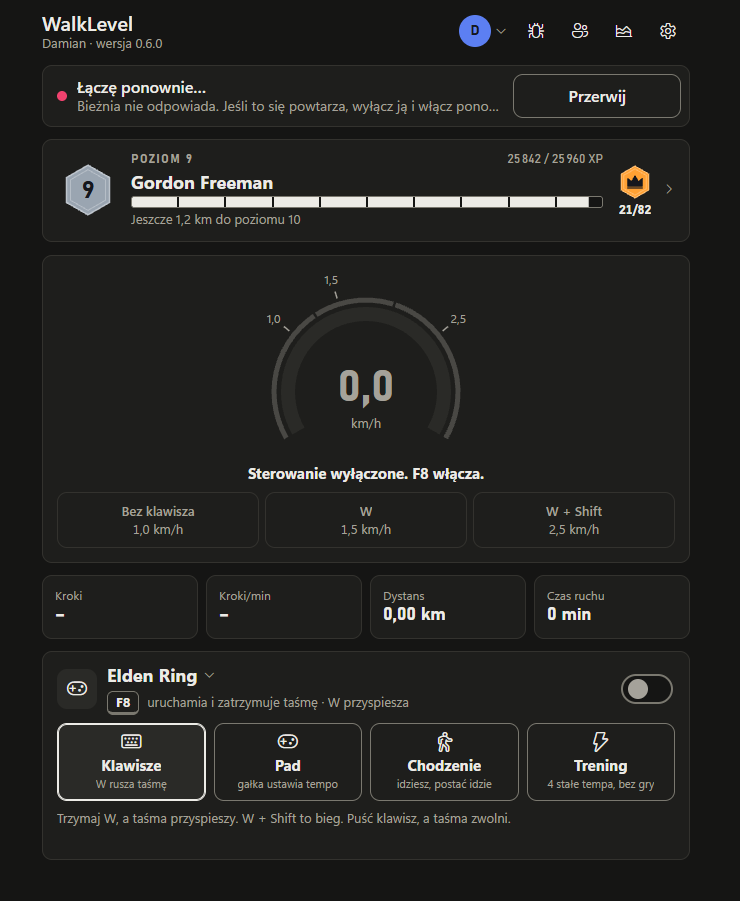 WalkLevel
Damian · wersja 0.6.0
D
Łączę ponownie...
Bieżnia nie odpowiada. Jeśli to się powtarza, wyłącz ją i włącz pono...
Przerwij
9
POZIOM 9
25 842 / 25 960 XP
Gordon Freeman
Jeszcze 1,2 km do poziomu 10
21/82
1,5
1,0
2,5
0,0
km/h
Sterowanie wyłączone. F8 włącza.
Bez klawisza
1,0 km/h
W
1,5 km/h
W + Shift
2,5 km/h
Kroki
–
Kroki/min
–
Dystans
0,00 km
Czas ruchu
0 min
Elden Ring
F8 uruchamia i zatrzymuje taśmę · W przyspiesza
Klawisze
W rusza taśmę
Pad
gałka ustawia tempo
Chodzenie
idziesz, postać idzie
Trening
4 stałe tempa, bez gry
Trzymaj W, a taśma przyspieszy. W + Shift to bieg. Puść klawisz, a taśma zwolni.